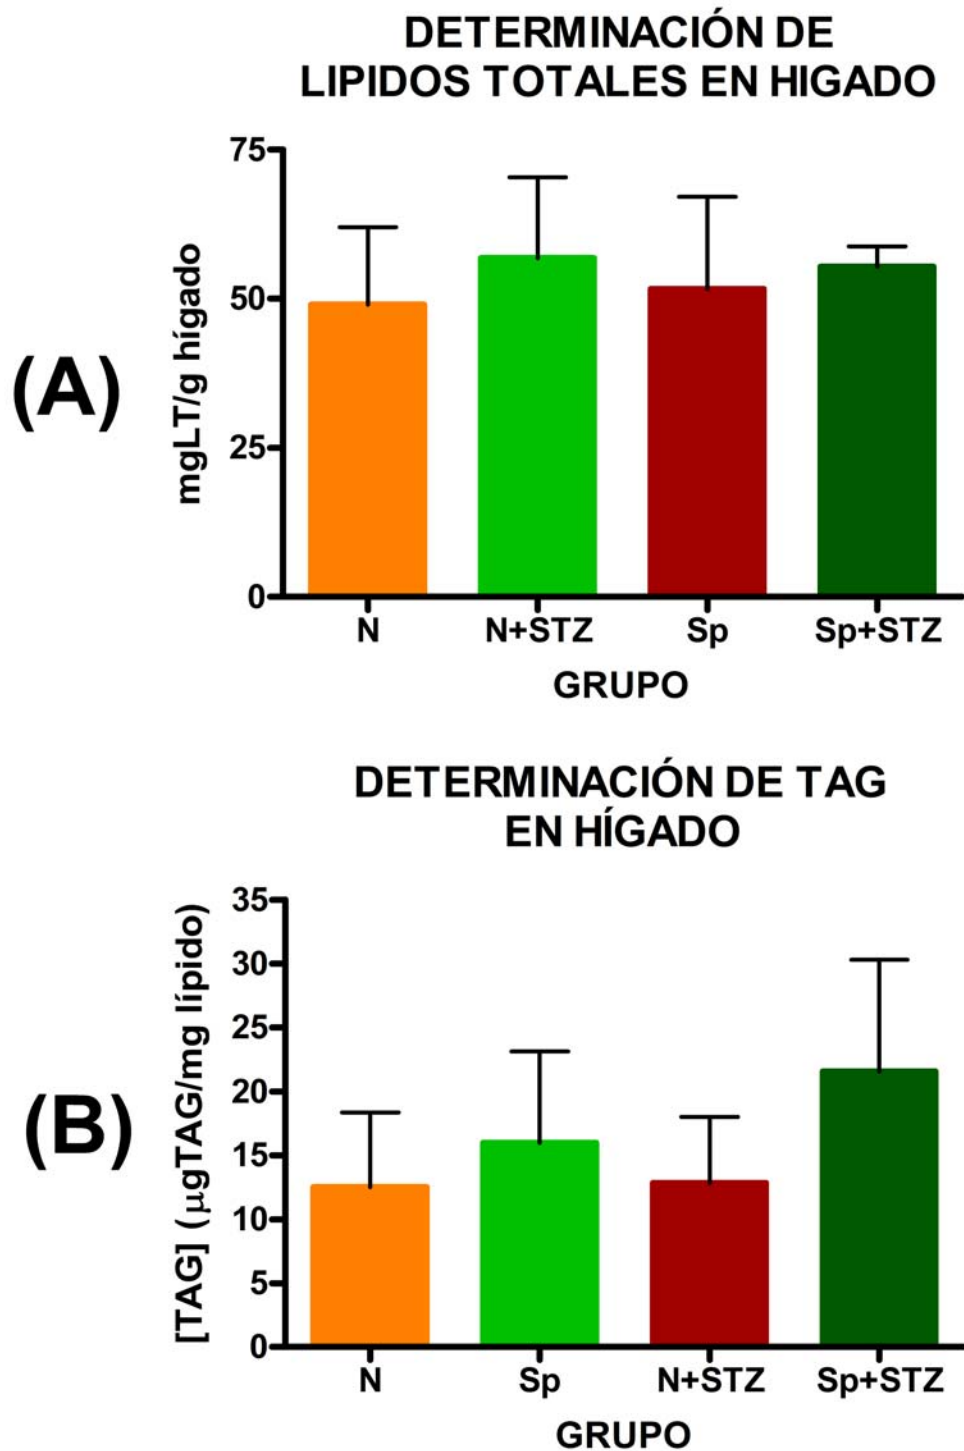 DETERMINACIÓN DE
LIPIDOS TOTALES EN HIGADO
(A)
mgLT/g hígado
75
50
25
0
N N+STZ Sp Sp+STZ
GRUPO
DETERMINACIÓN DE TAG
EN HÍGADO
(B)
[TAG] (μgTAG/mg lípido)
35
30
25
20
15
10
5
0
N Sp N+STZ Sp+STZ
GRUPO